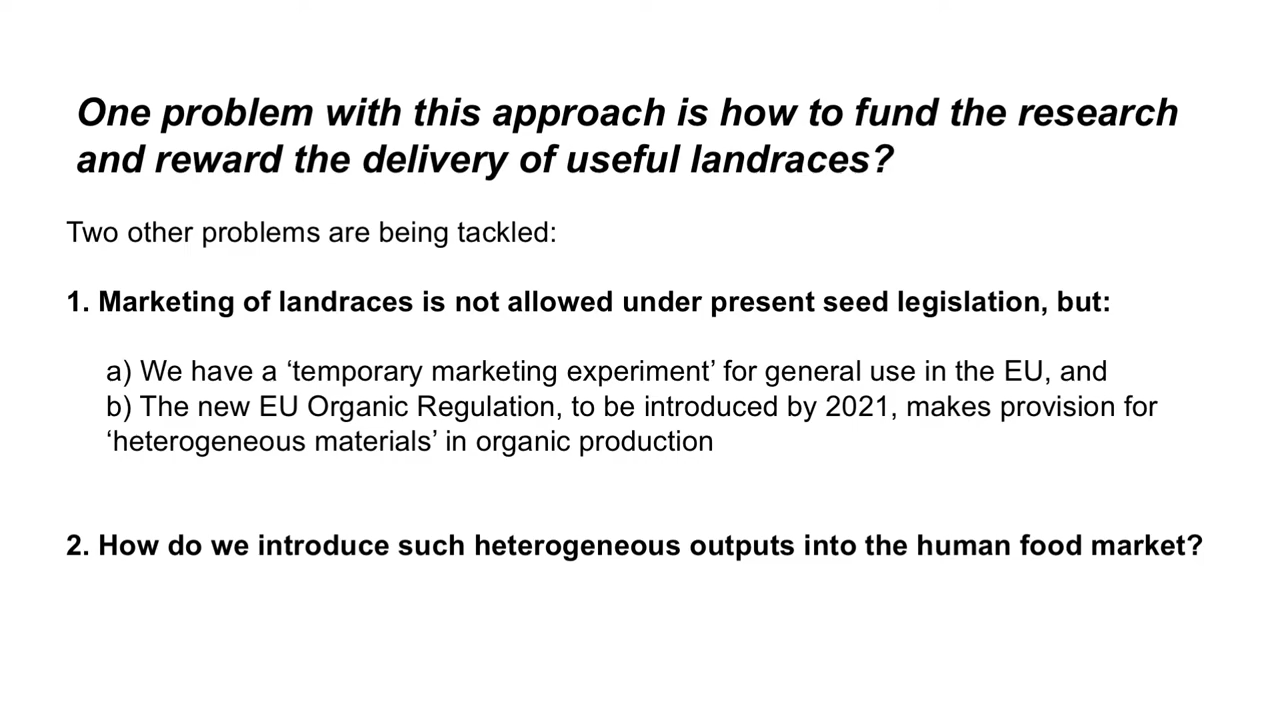 One problem with this approach is how to fund the research
and reward the delivery of useful landraces?
Two other problems are being tackled:
1. Marketing of landraces is not allowed under present seed legislation, but:
a) We have a ‘temporary marketing experiment’ for general use in the EU, and
b) The new EU Organic Regulation, to be introduced by 2021, makes provision for
‘heterogeneous materials’ in organic production
2. How do we introduce such heterogeneous outputs into the human food market?